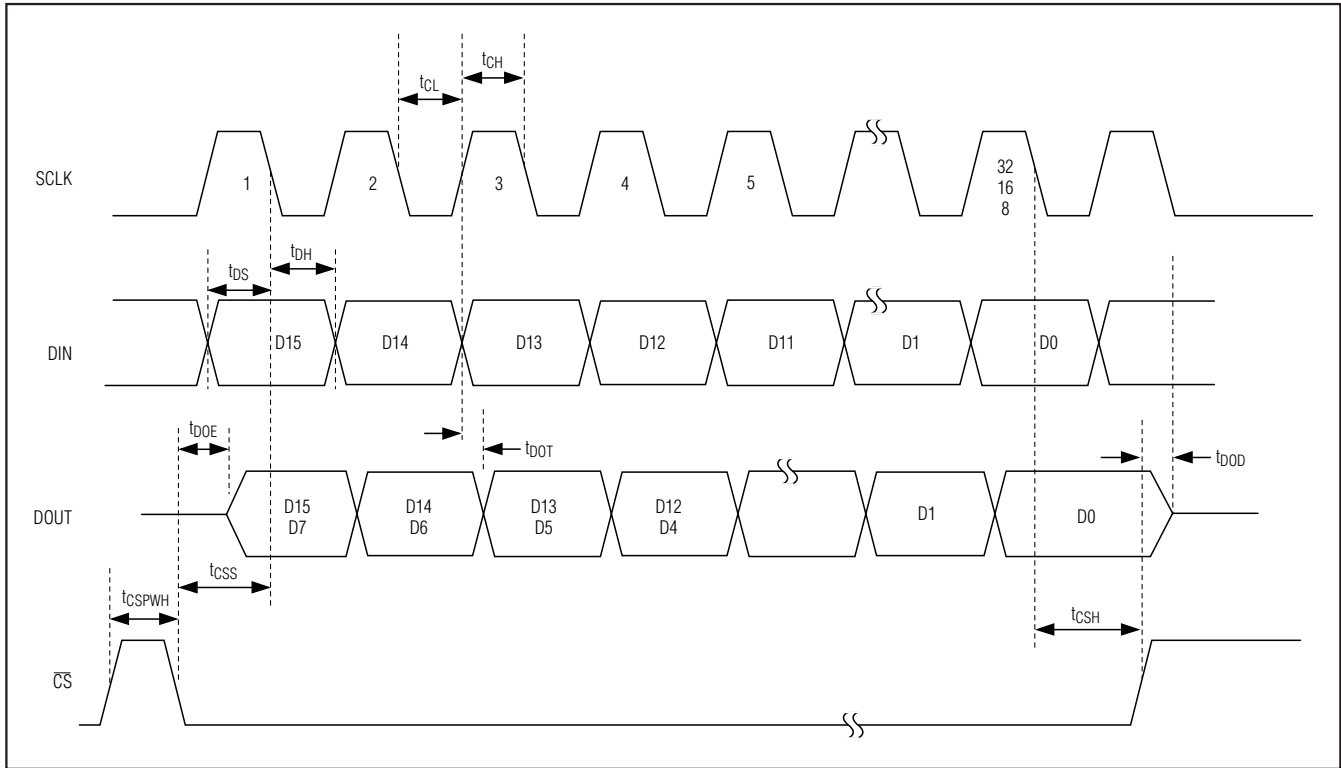 tCH
tCL
SCLK
1
2
3
4
5
32
16
8
tDH
tDS
DIN
D15
D14
D13
D12
D11
D1
D0
tDOE
tDOT
tDOD
DOUT
D15
D7
D14
D6
D13
D5
D12
D4
D1
D0
tCSS
tCSPWH
tCSH
CS